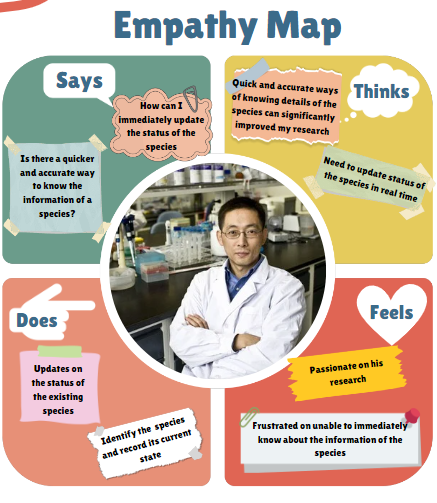 Empathy Map
Says
How can I
immediately update
the status of the
species
Is there a quicker
and accurate way
to know the
information of a
species?
Thinks
Quick and accurate ways
of knowing details of the
species can significantly
improved my research
Need to update status of
the species in real time
Does
Updates on
the status of
the existing
species
Identify the species
and record its current
state
Feels
Passionate on his
research
Frustrated on unable to immediately
know about the information of the
species